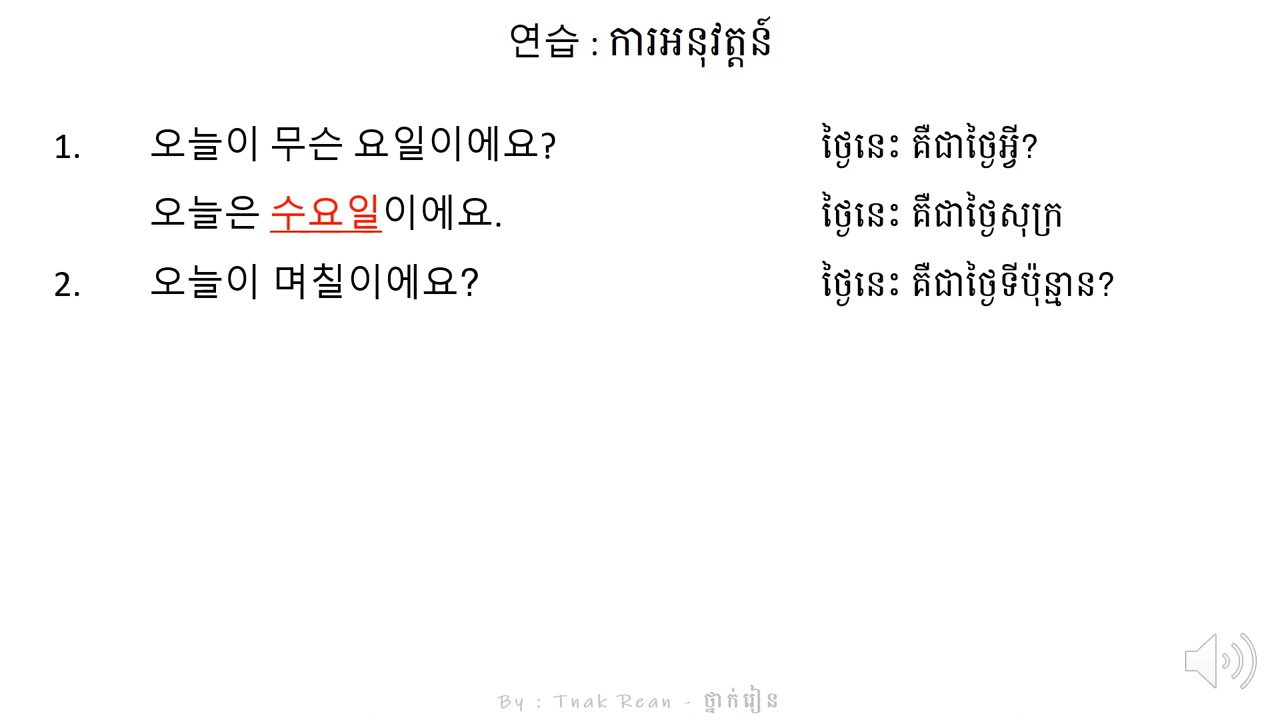 연습 : ការអនុវត្តន៍
1. 오늘이 무슨 요일이에요? ថ្ងៃនេះ គឺជាថ្ងៃអ្វី?
오늘은 수요일이에요. ថ្ងៃនេះ គឺជាថ្ងៃសុក្រ
2. 오늘이 며칠이에요? ថ្ងៃនេះ គឺជាថ្ងៃទីប៉ុន្មាន?
By : Tnak Rean - ថ្នាក់រៀន